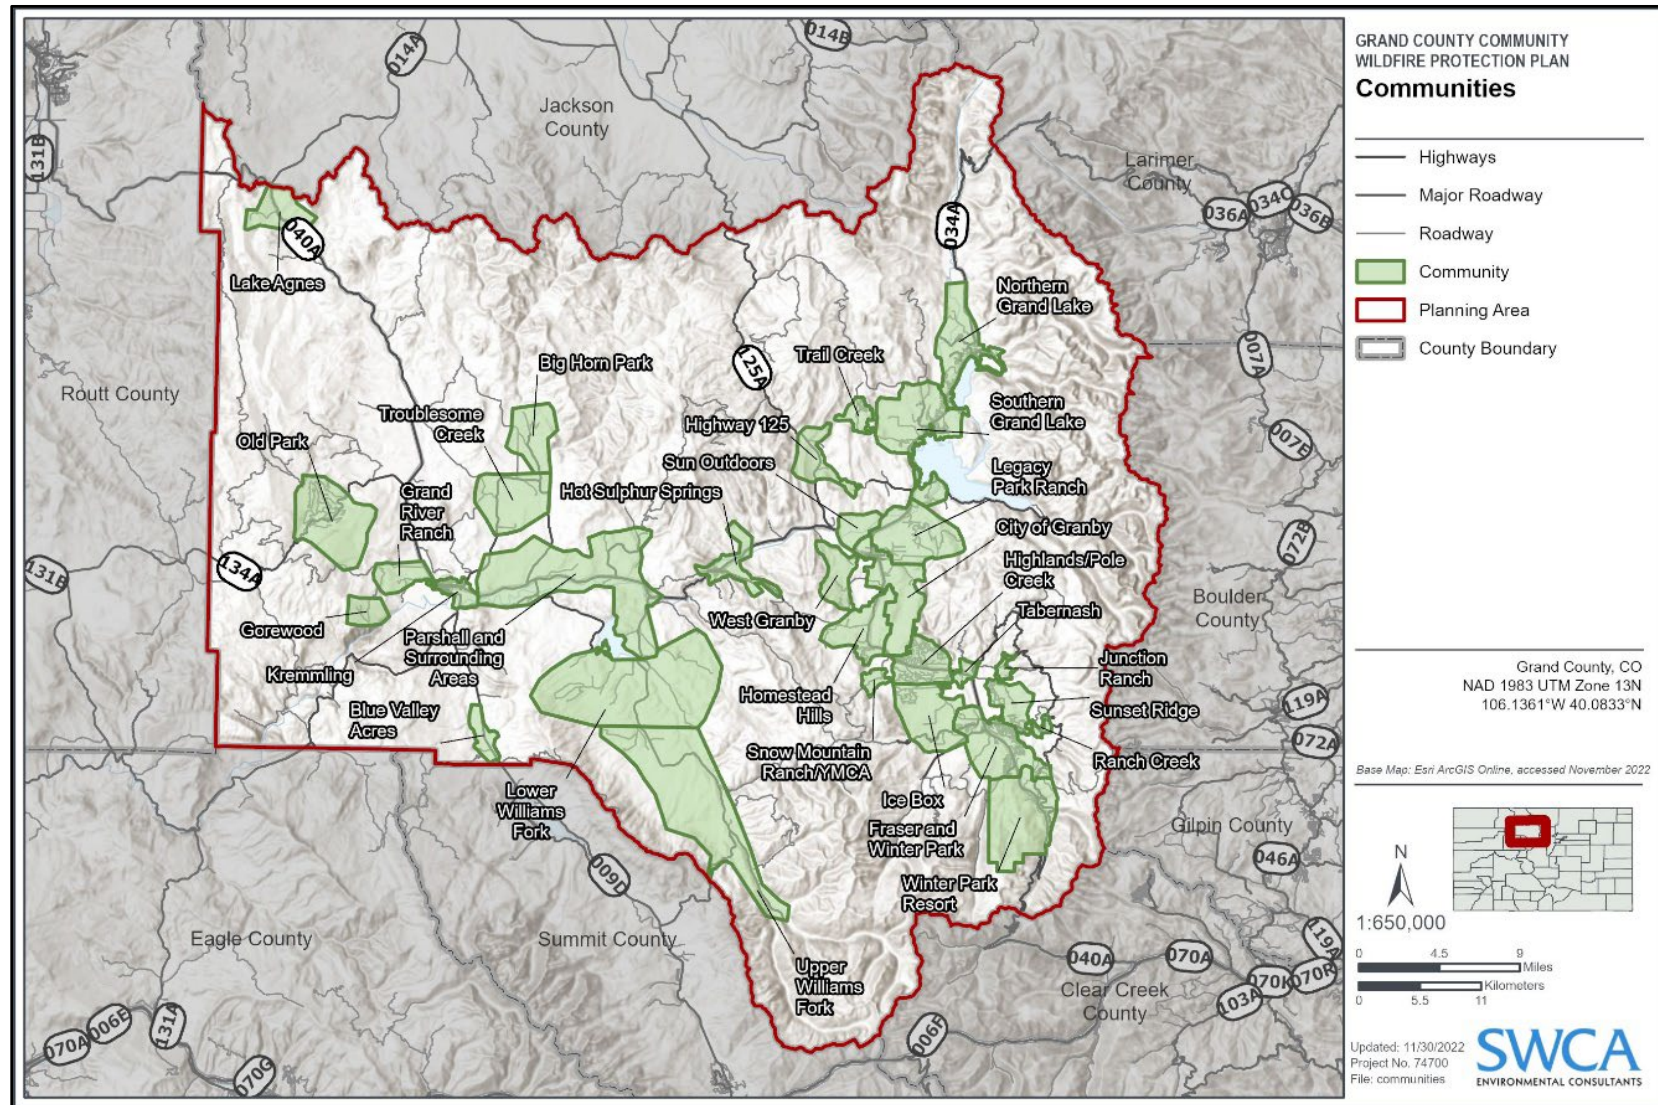 GRAND COUNTY COMMUNITY
WILDFIRE PROTECTION PLAN
Communities
Highways
Major Roadway
Roadway
Community
Planning Area
County Boundary
Grand County, CO
NAD 1983 UTM Zone 13N
106.1361°W 40.0833°N
Base Map: Esri ArcGIS Online, accessed November 2022
N
1:650,000
0 4.5 9
Miles
Kilometers
0 5.5 11
Updated: 11/30/2022
Project No. 74700
File: communities
SWCA
ENVIRONMENTAL CONSULTANTS
014A
014B
Jackson
County
131B
Larimer
County
036A
034C
036B
034A
040A
Lake Agnes
Northern
Grand Lake
125A
Trail Creek
Big Horn Park
007A
Routt County
Troublesome
Creek
Southern
Grand Lake
Highway 125
Old Park
007E
Sun Outdoors
Legacy
Park Ranch
Grand
River
Ranch
Hot Sulphur Springs
City of Granby
072B
Highlands/Pole
Creek
134A
131B
Boulder
County
Tabernash
West Granby
Gorewood
Parshall and
Surrounding
Areas
Kremmling
Junction
Ranch
Homestead
Hills
119A
Blue Valley
Acres
Sunset Ridge
072A
Snow Mountain
Ranch/YMCA
Ranch Creek
Lower
Williams
Fork
Ice Box
Fraser and
Winter Park
Gilpin County
046A
009D
Winter Park
Resort
Eagle County
Summit County
119A
040A
070A
070K
070R
103A
Upper
Williams
Fork
Clear Creek
County
131A
006E
070A
006F
070G